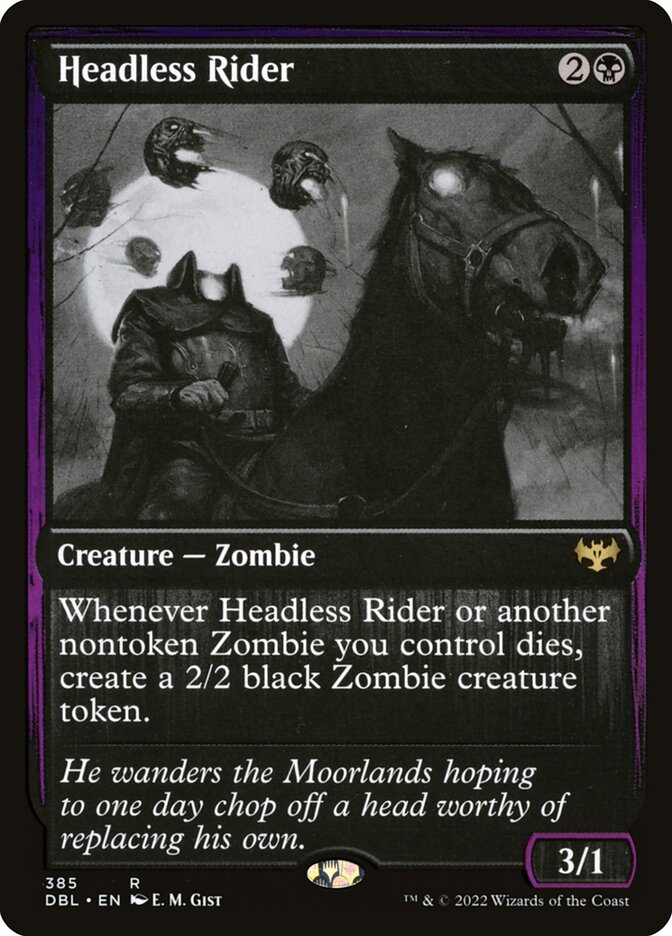 Headless Rider 2
Creature — Zombie
Whenever Headless Rider or another
nontoken Zombie you control dies,
create a 2/2 black Zombie creature
token.
He wanders the Moorlands hoping
to one day chop off a head worthy of
replacing his own.
3/1
385 R
DBL • EN E. M. Gist
™ & © 2022 Wizards of the Coast